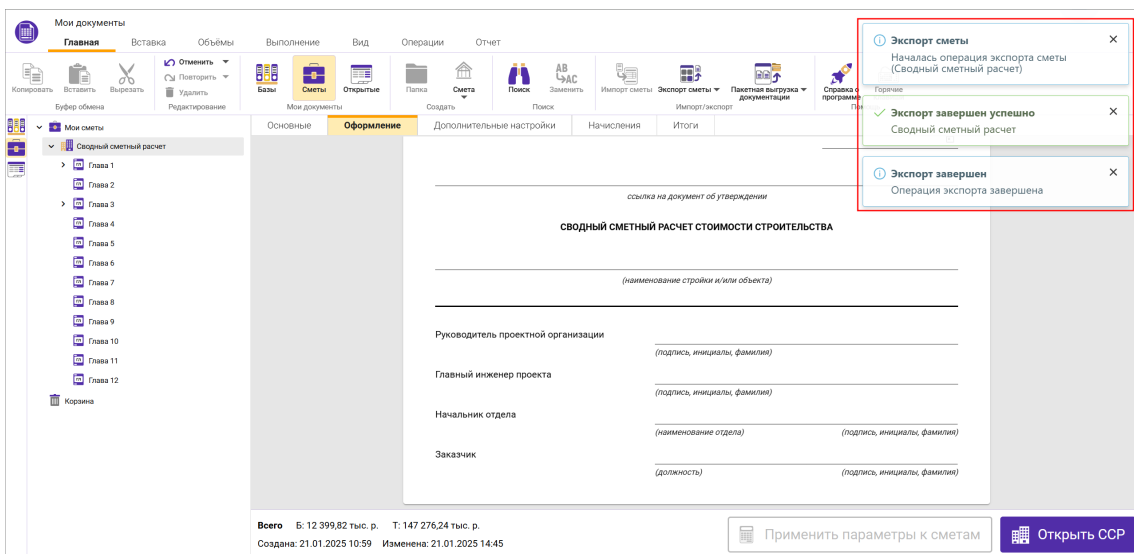 Мои документы
Главная Вставка Объёмы Выполнение Вид Операции Отчет
Копировать Вставить Вырезать
Отменить
Повторить
Удалить
Базы Сметы Открытые Папка Смета Поиск
AB
AC
Заменить Импорт сметы Экспорт сметы Пакетная выгрузка документации
Справка о программе
Горячие
Буфер обмена Редактирование Мои документы Создать Поиск Импорт/экспорт
Экспорт сметы
Началась операция экспорта сметы
(Сводный сметный расчет)
Экспорт завершен успешно
Сводный сметный расчет
Экспорт завершен
Операция экспорта завершена
Мои сметы
Сводный сметный расчет
Глава 1
Глава 2
Глава 3
Глава 4
Глава 5
Глава 6
Глава 7
Глава 8
Глава 9
Глава 10
Глава 11
Глава 12
Корзина
Основные Оформление Дополнительные настройки Начисления Итоги
ссылка на документ об утверждении
СВОДНЫЙ СМЕТНЫЙ РАСЧЕТ СТОИМОСТИ СТРОИТЕЛЬСТВА
(наименование стройки и/или объекта)
Руководитель проектной организации
(подпись, инициалы, фамилия)
Главный инженер проекта
(подпись, инициалы, фамилия)
Начальник отдела
(наименование отдела) (подпись, инициалы, фамилия)
Заказчик
(должность) (подпись, инициалы, фамилия)
Всего Б: 12 399,82 тыс. р. Т: 147 276,24 тыс. р.
Создана: 21.01.2025 10:59 Изменена: 21.01.2025 14:45
Применить параметры к сметам
Открыть ССР